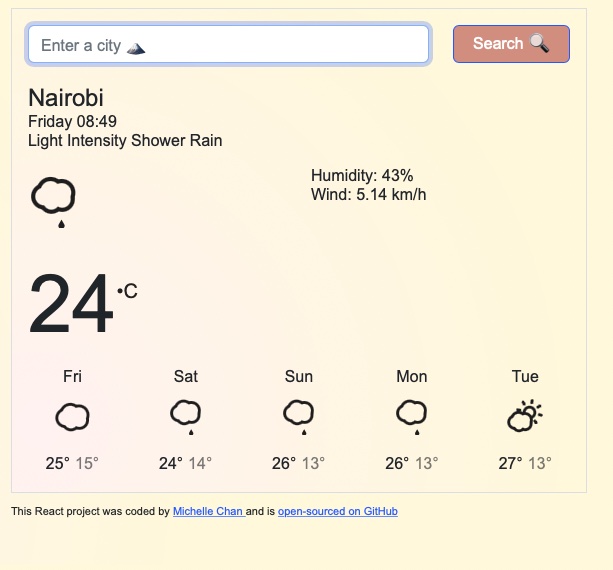 Enter a city
Search
Nairobi
Friday 08:49
Light Intensity Shower Rain
Humidity: 43%
Wind: 5.14 km/h
24°C
Fri Sat Sun Mon Tue
25° 15° 24° 14° 26° 13° 26° 13° 27° 13°
This React project was coded by Michelle Chan and is open-sourced on GitHub